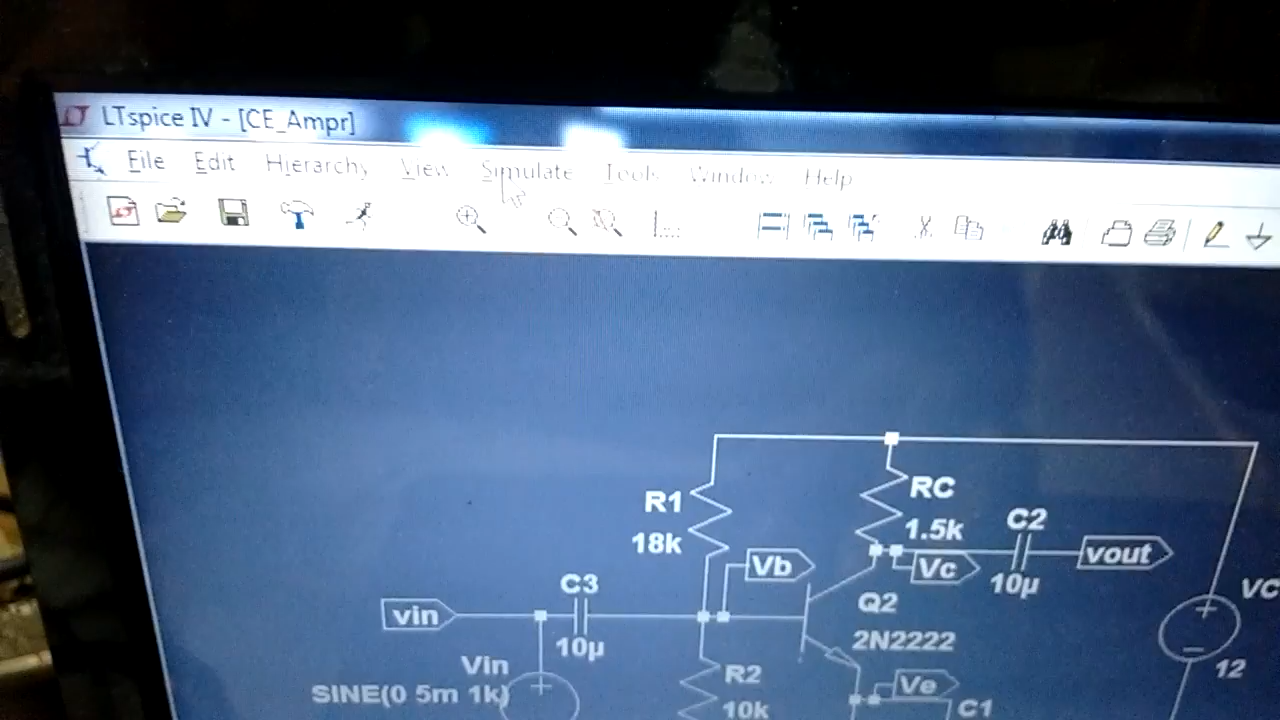 LTspice IV - [CE_Ampr]
File Edit Hierarchy View Simulate Tools Window Help
R1
18k
RC
1.5k
C2
10µ
vout
Vb
Vc
C3
10µ
vin
Q2
2N2222
VC
12
Vin
SINE(0 5m 1k)
R2
10k
Ve
C1